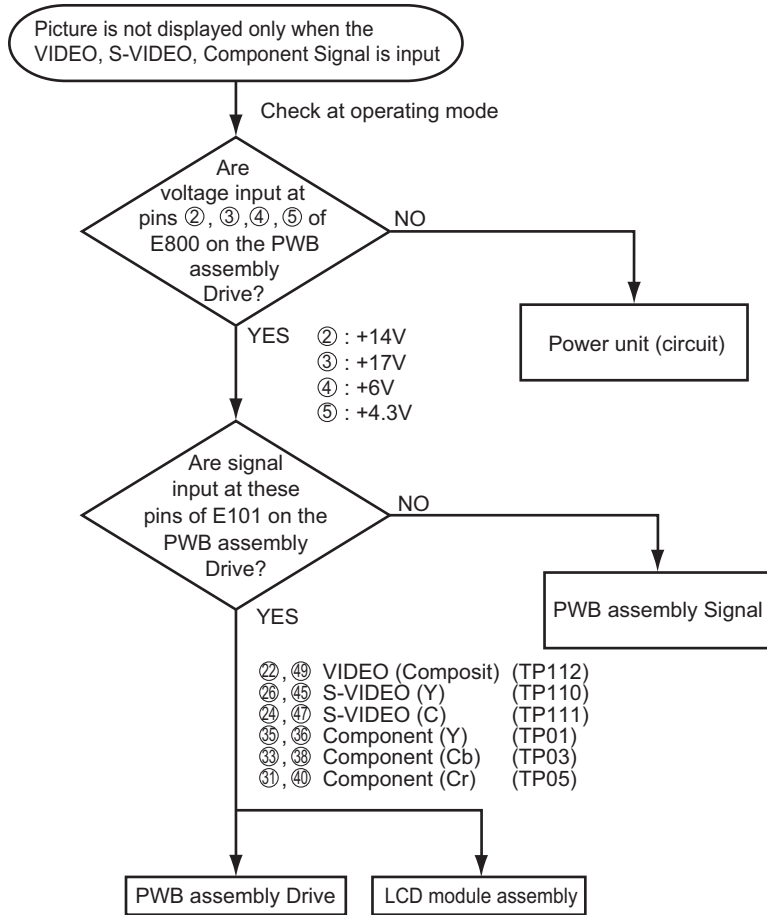 Picture is not displayed only when the
VIDEO, S-VIDEO, Component Signal is input
Check at operating mode
Are
voltage input at
pins ②, ③,④, ⑤ of
E800 on the PWB
assembly
Drive?
NO
Power unit (circuit)
YES
② : +14V
③ : +17V
④ : +6V
⑤ : +4.3V
Are signal
input at these
pins of E101 on the
PWB assembly
Drive?
NO
PWB assembly Signal
YES
㉒, ㊾ VIDEO (Composit) (TP112)
㉖, ㊺ S-VIDEO (Y) (TP110)
㉔, ㊼ S-VIDEO (C) (TP111)
㉟, ㊱ Component (Y) (TP01)
㉝, ㊳ Component (Cb) (TP03)
㉛, ㊵ Component (Cr) (TP05)
PWB assembly Drive
LCD module assembly